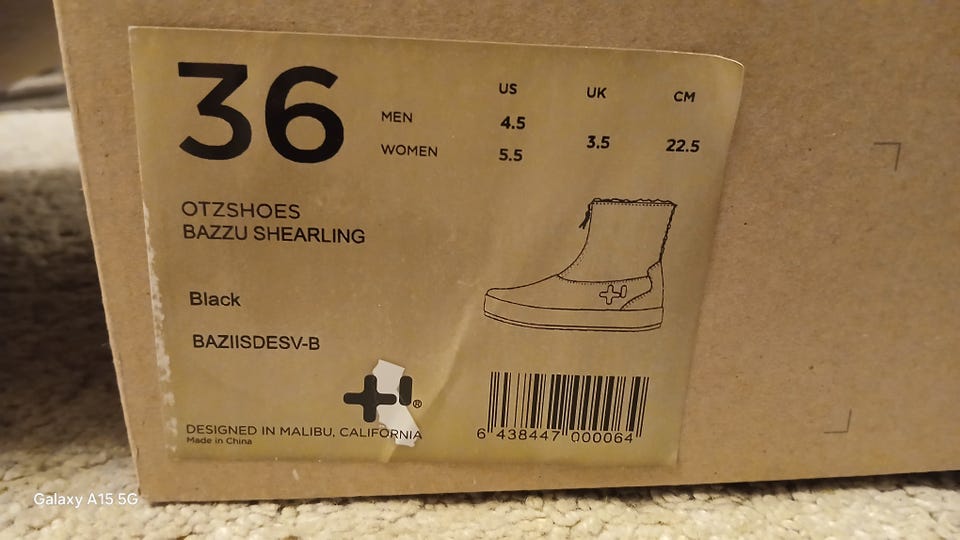 36
US UK CM
MEN 4.5
3.5 22.5
WOMEN 5.5
OTZSHOES
BAZZU SHEARLING
Black
BAZIISDESV-B
®
DESIGNED IN MALIBU, CALIFORNIA
Made in China
6 438447 000064
Galaxy A15 5G